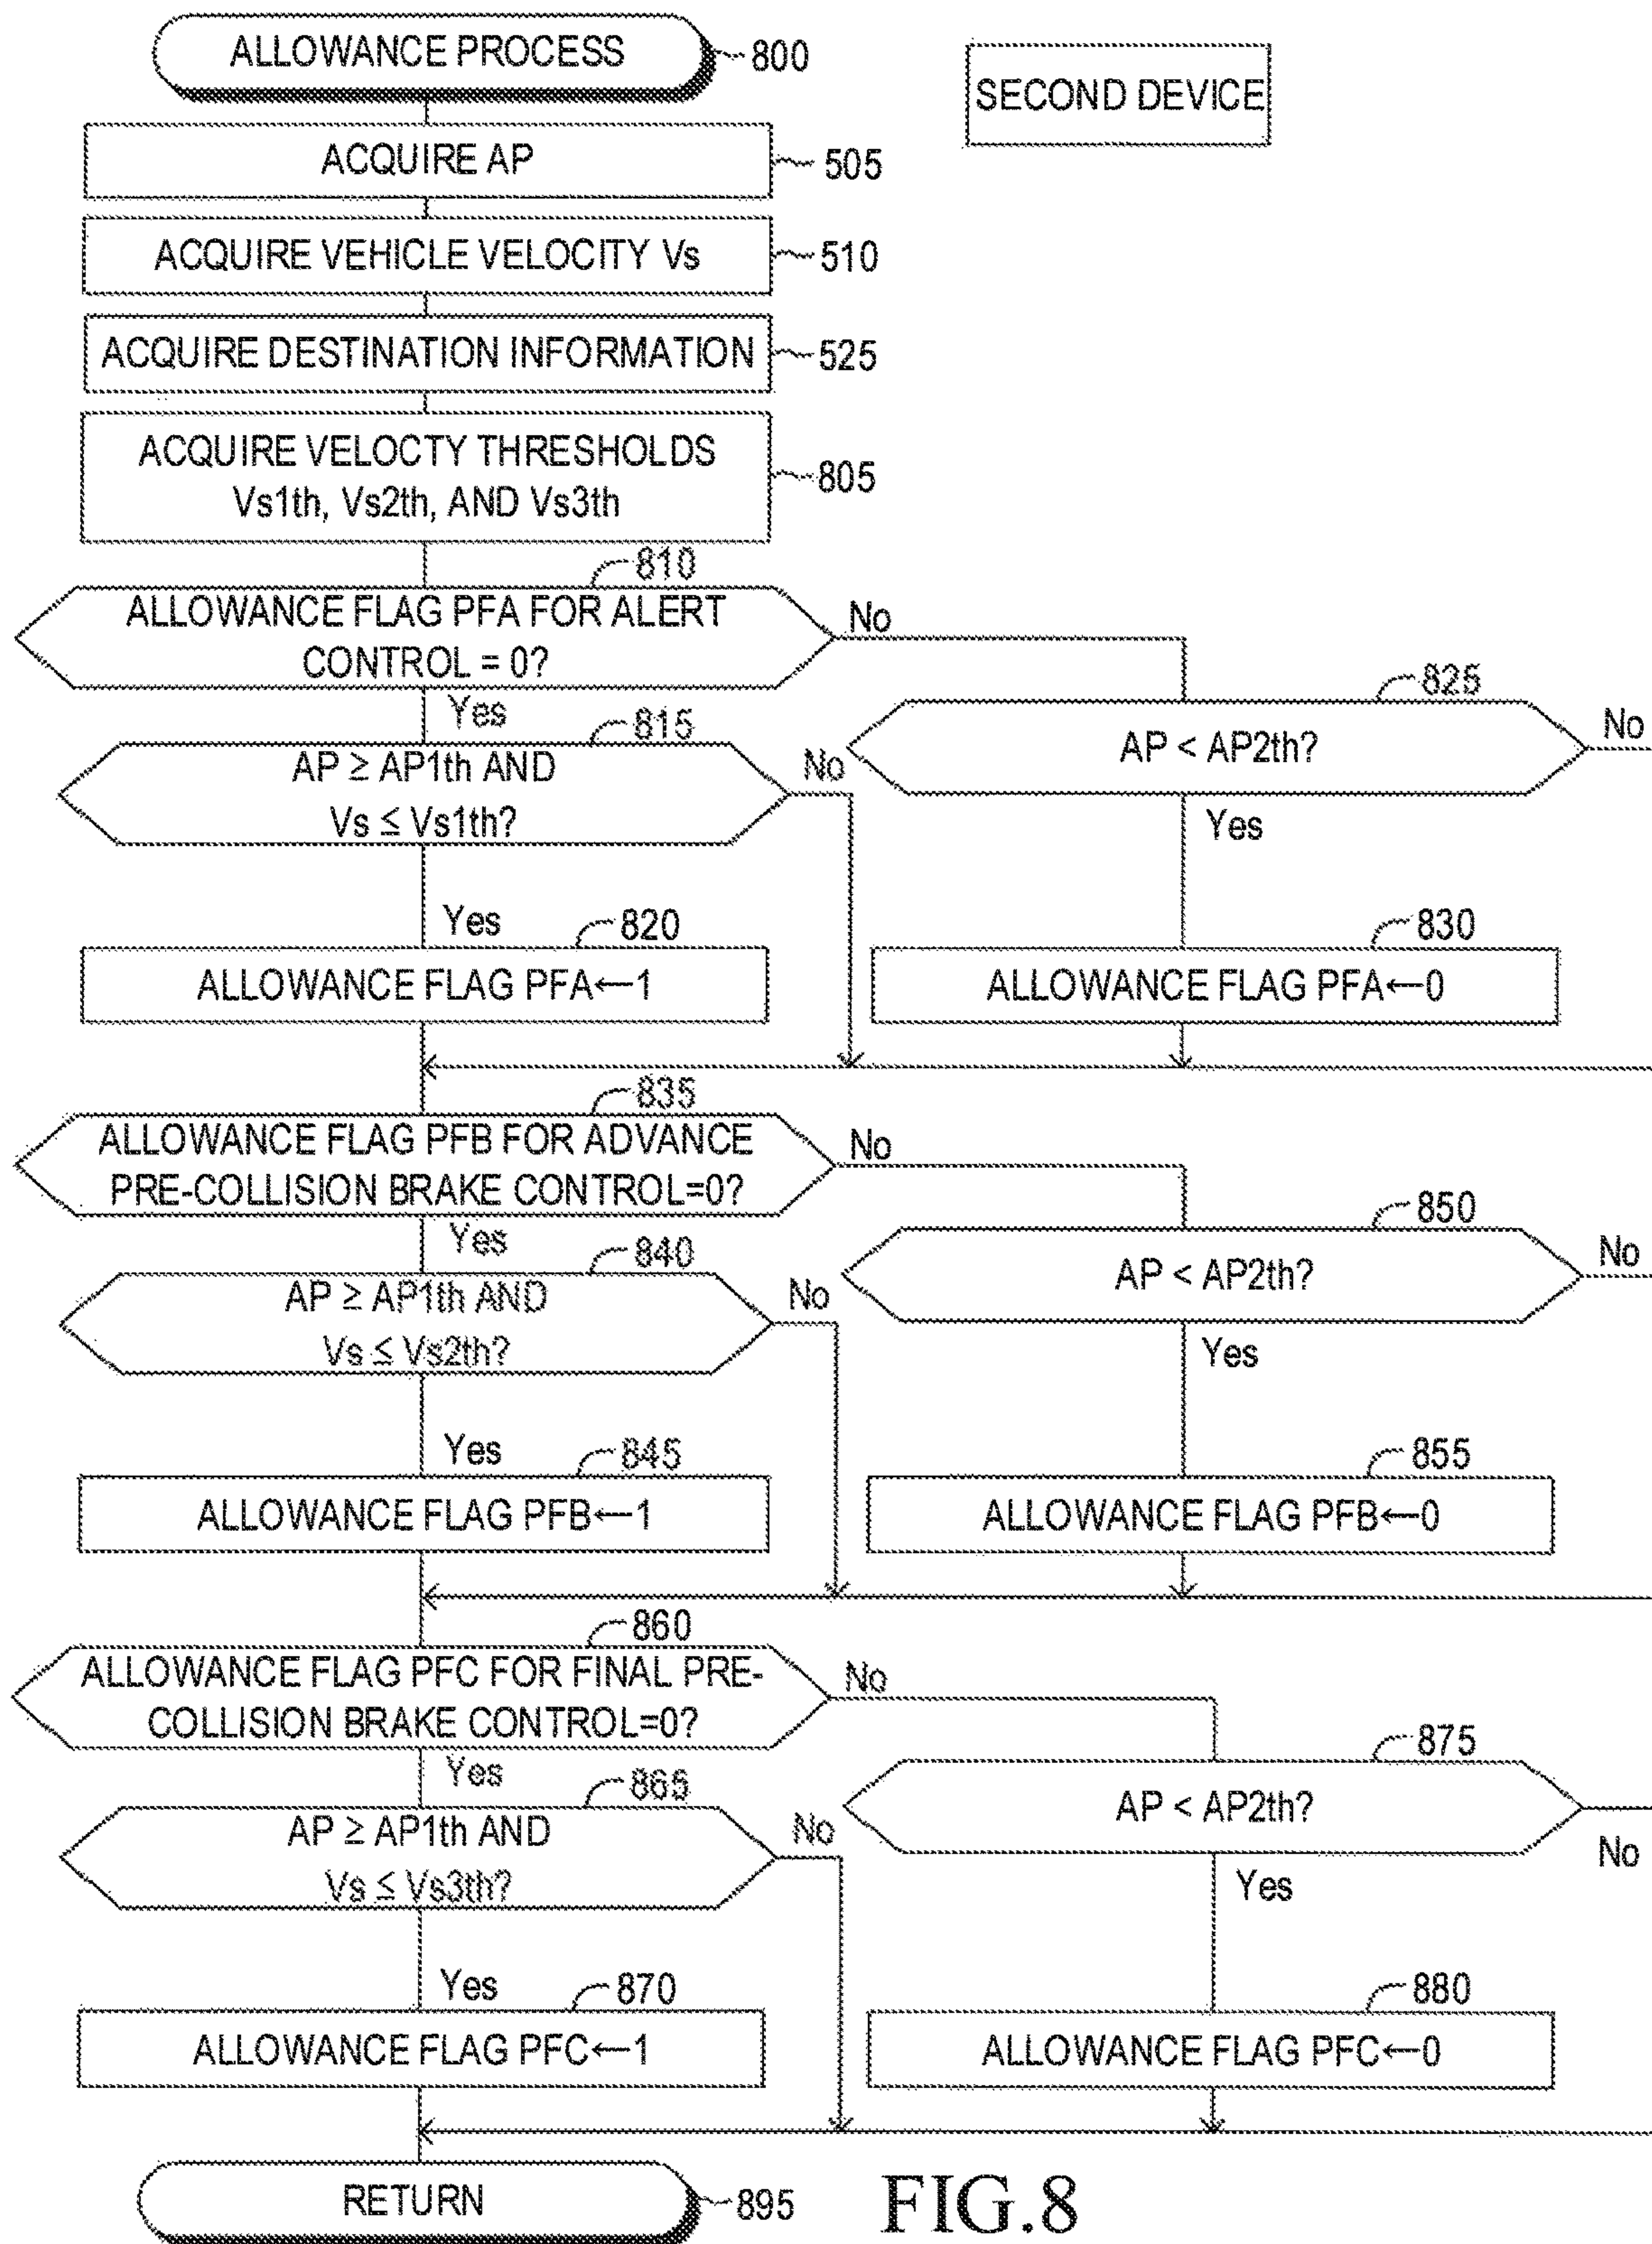 ALLOWANCE PROCESS
800
SECOND DEVICE
ACQUIRE AP
505
ACQUIRE VEHICLE VELOCITY Vs
510
ACQUIRE DESTINATION INFORMATION
525
ACQUIRE VELOCTY THRESHOLDS
Vs1th, Vs2th, AND Vs3th
805
810
ALLOWANCE FLAG PFA FOR ALERT
CONTROL = 0?
No
Yes
815
AP ≥ AP1th AND
Vs ≤ Vs1th?
No
825
AP < AP2th?
No
Yes
Yes
820
ALLOWANCE FLAG PFA←1
830
ALLOWANCE FLAG PFA←0
835
ALLOWANCE FLAG PFB FOR ADVANCE
PRE-COLLISION BRAKE CONTROL=0?
No
Yes
840
AP ≥ AP1th AND
Vs ≤ Vs2th?
No
850
AP < AP2th?
No
Yes
Yes
845
ALLOWANCE FLAG PFB←1
855
ALLOWANCE FLAG PFB←0
860
ALLOWANCE FLAG PFC FOR FINAL PRE-
COLLISION BRAKE CONTROL=0?
No
Yes
865
AP ≥ AP1th AND
Vs ≤ Vs3th?
No
875
AP < AP2th?
No
Yes
Yes
870
ALLOWANCE FLAG PFC←1
880
ALLOWANCE FLAG PFC←0
RETURN
895
FIG.8